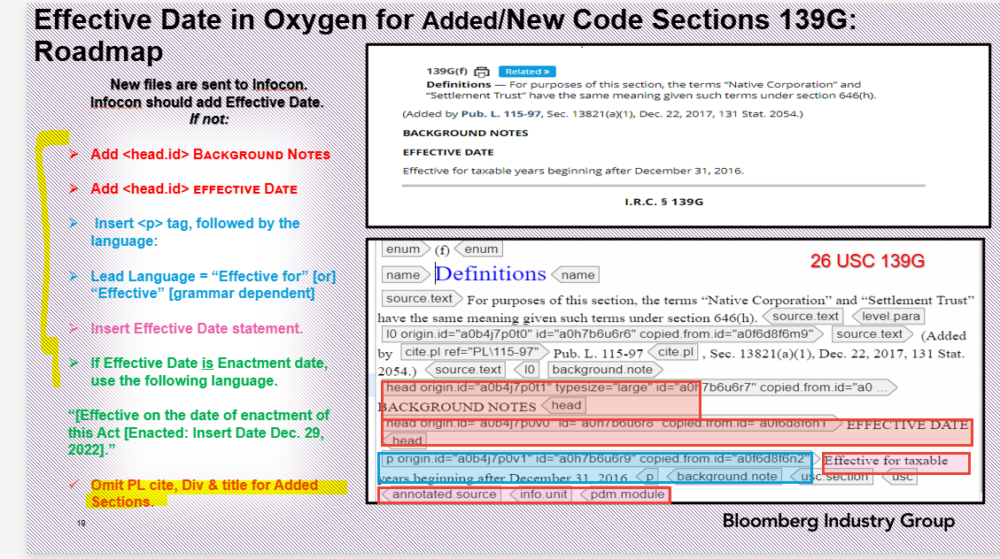 Effective Date in Oxygen for Added/New Code Sections 139G:
Roadmap
New files are sent to Infocon.
Infocon should add Effective Date.
If not:
➢ Add <head.id> BACKGROUND NOTES
➢ Add <head.id> EFFECTIVE DATE
➢ Insert <p> tag, followed by the
language:
➢ Lead Language = “Effective for” [or]
“Effective” [grammar dependent]
➢ Insert Effective Date statement.
➢ If Effective Date is Enactment date,
use the following language.
“[Effective on the date of enactment of
this Act [Enacted: Insert Date Dec. 29,
2022].”
✓ Omit PL cite, Div & title for Added
Sections.
19
139G(f) Related »
Definitions — For purposes of this section, the terms “Native Corporation” and
“Settlement Trust” have the same meaning given such terms under section 646(h).
(Added by Pub. L. 115-97, Sec. 13821(a)(1), Dec. 22, 2017, 131 Stat. 2054.)
BACKGROUND NOTES
EFFECTIVE DATE
Effective for taxable years beginning after December 31, 2016.
I.R.C. § 139G
enum (f) enum
26 USC 139G
name Definitions name
source.text For purposes of this section, the terms “Native Corporation” and “Settlement Trust”
have the same meaning given such terms under section 646(h). source.text level.para
l0 origin.id="a0b4j7p0t0" id="a0h7b6u6r6" copied.from.id="a0f6d8f6m9" source.text (Added
by cite.pl ref="PL\115-97" Pub. L. 115-97 cite.pl , Sec. 13821(a)(1), Dec. 22, 2017, 131 Stat.
2054.) source.text l0 background.note
head origin.id="a0b4j7p0t1" typesize="large" id="a0h7b6u6r7" copied.from.id="a0 ...
BACKGROUND NOTES head
head origin.id="a0b4j7p0v0" id="a0h7b6u6r8" copied.from.id="a0f6d8f6n1" EFFECTIVE DATE
head
p origin.id="a0b4j7p0v1" id="a0h7b6u6r9" copied.from.id="a0f6d8f6n2" Effective for taxable
years beginning after December 31, 2016. p background.note usc.section usc
annotated.source info.unit pdm.module
Bloomberg Industry Group